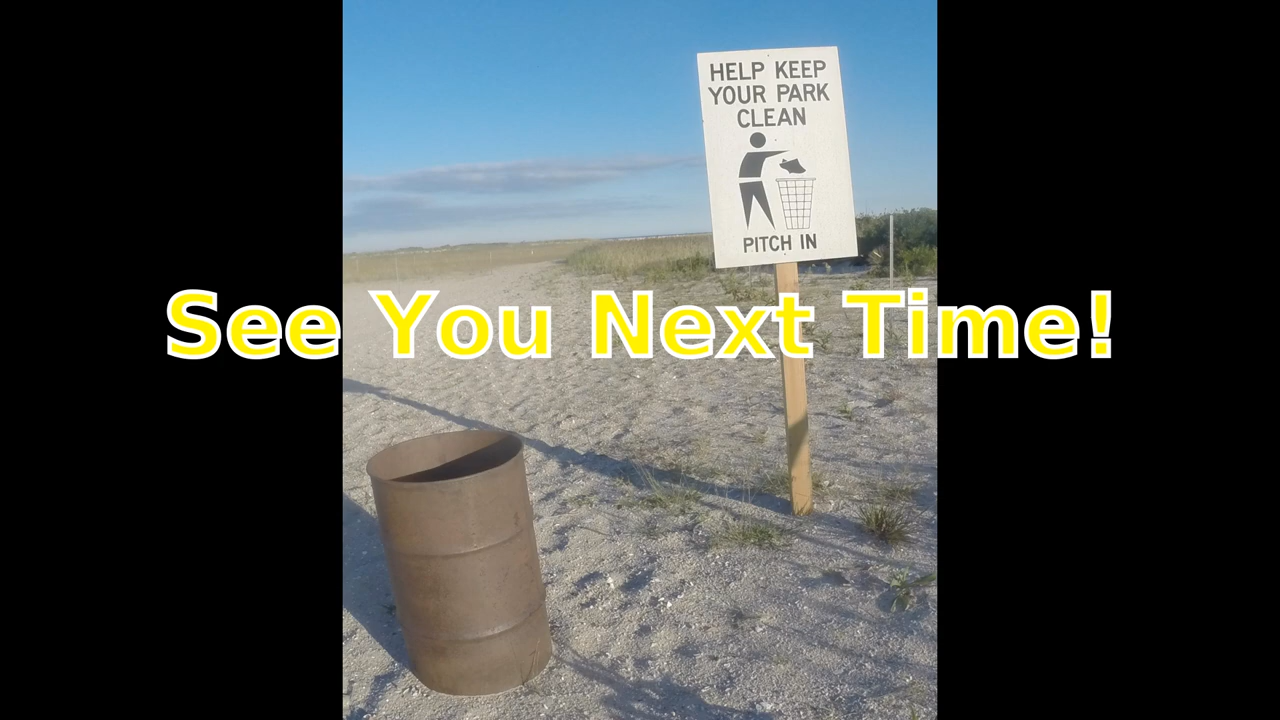 HELP KEEP
YOUR PARK
CLEAN
PITCH IN
See You Next Time!